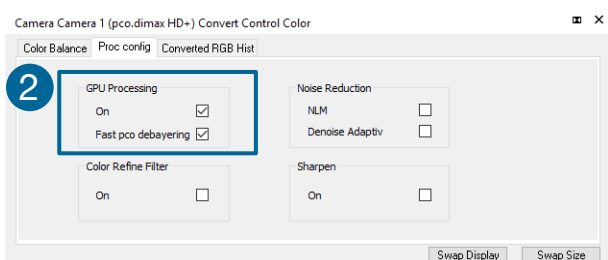 Camera Camera 1 (pco.dimax HD+) Convert Control Color
Color Balance Proc config Converted RGB Hist
2
GPU Processing
On
Fast pco debayering
Noise Reduction
NLM
Denoise Adaptiv
Color Refine Filter
On
Sharpen
On
Swap Display Swap Size